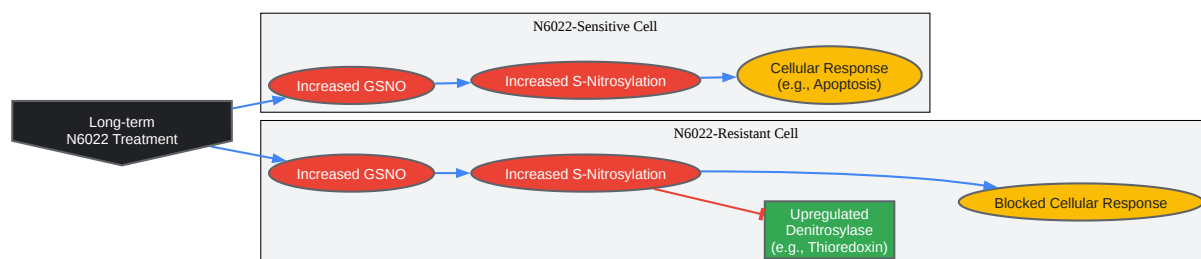 N6022-Sensitive Cell
Increased GSNO
Increased S-Nitrosylation
Cellular Response
(e.g., Apoptosis)
Long-term
N6022 Treatment
N6022-Resistant Cell
Increased GSNO
Increased S-Nitrosylation
Blocked Cellular Response
Upregulated
Denitrosylase
(e.g., Thioredoxin)